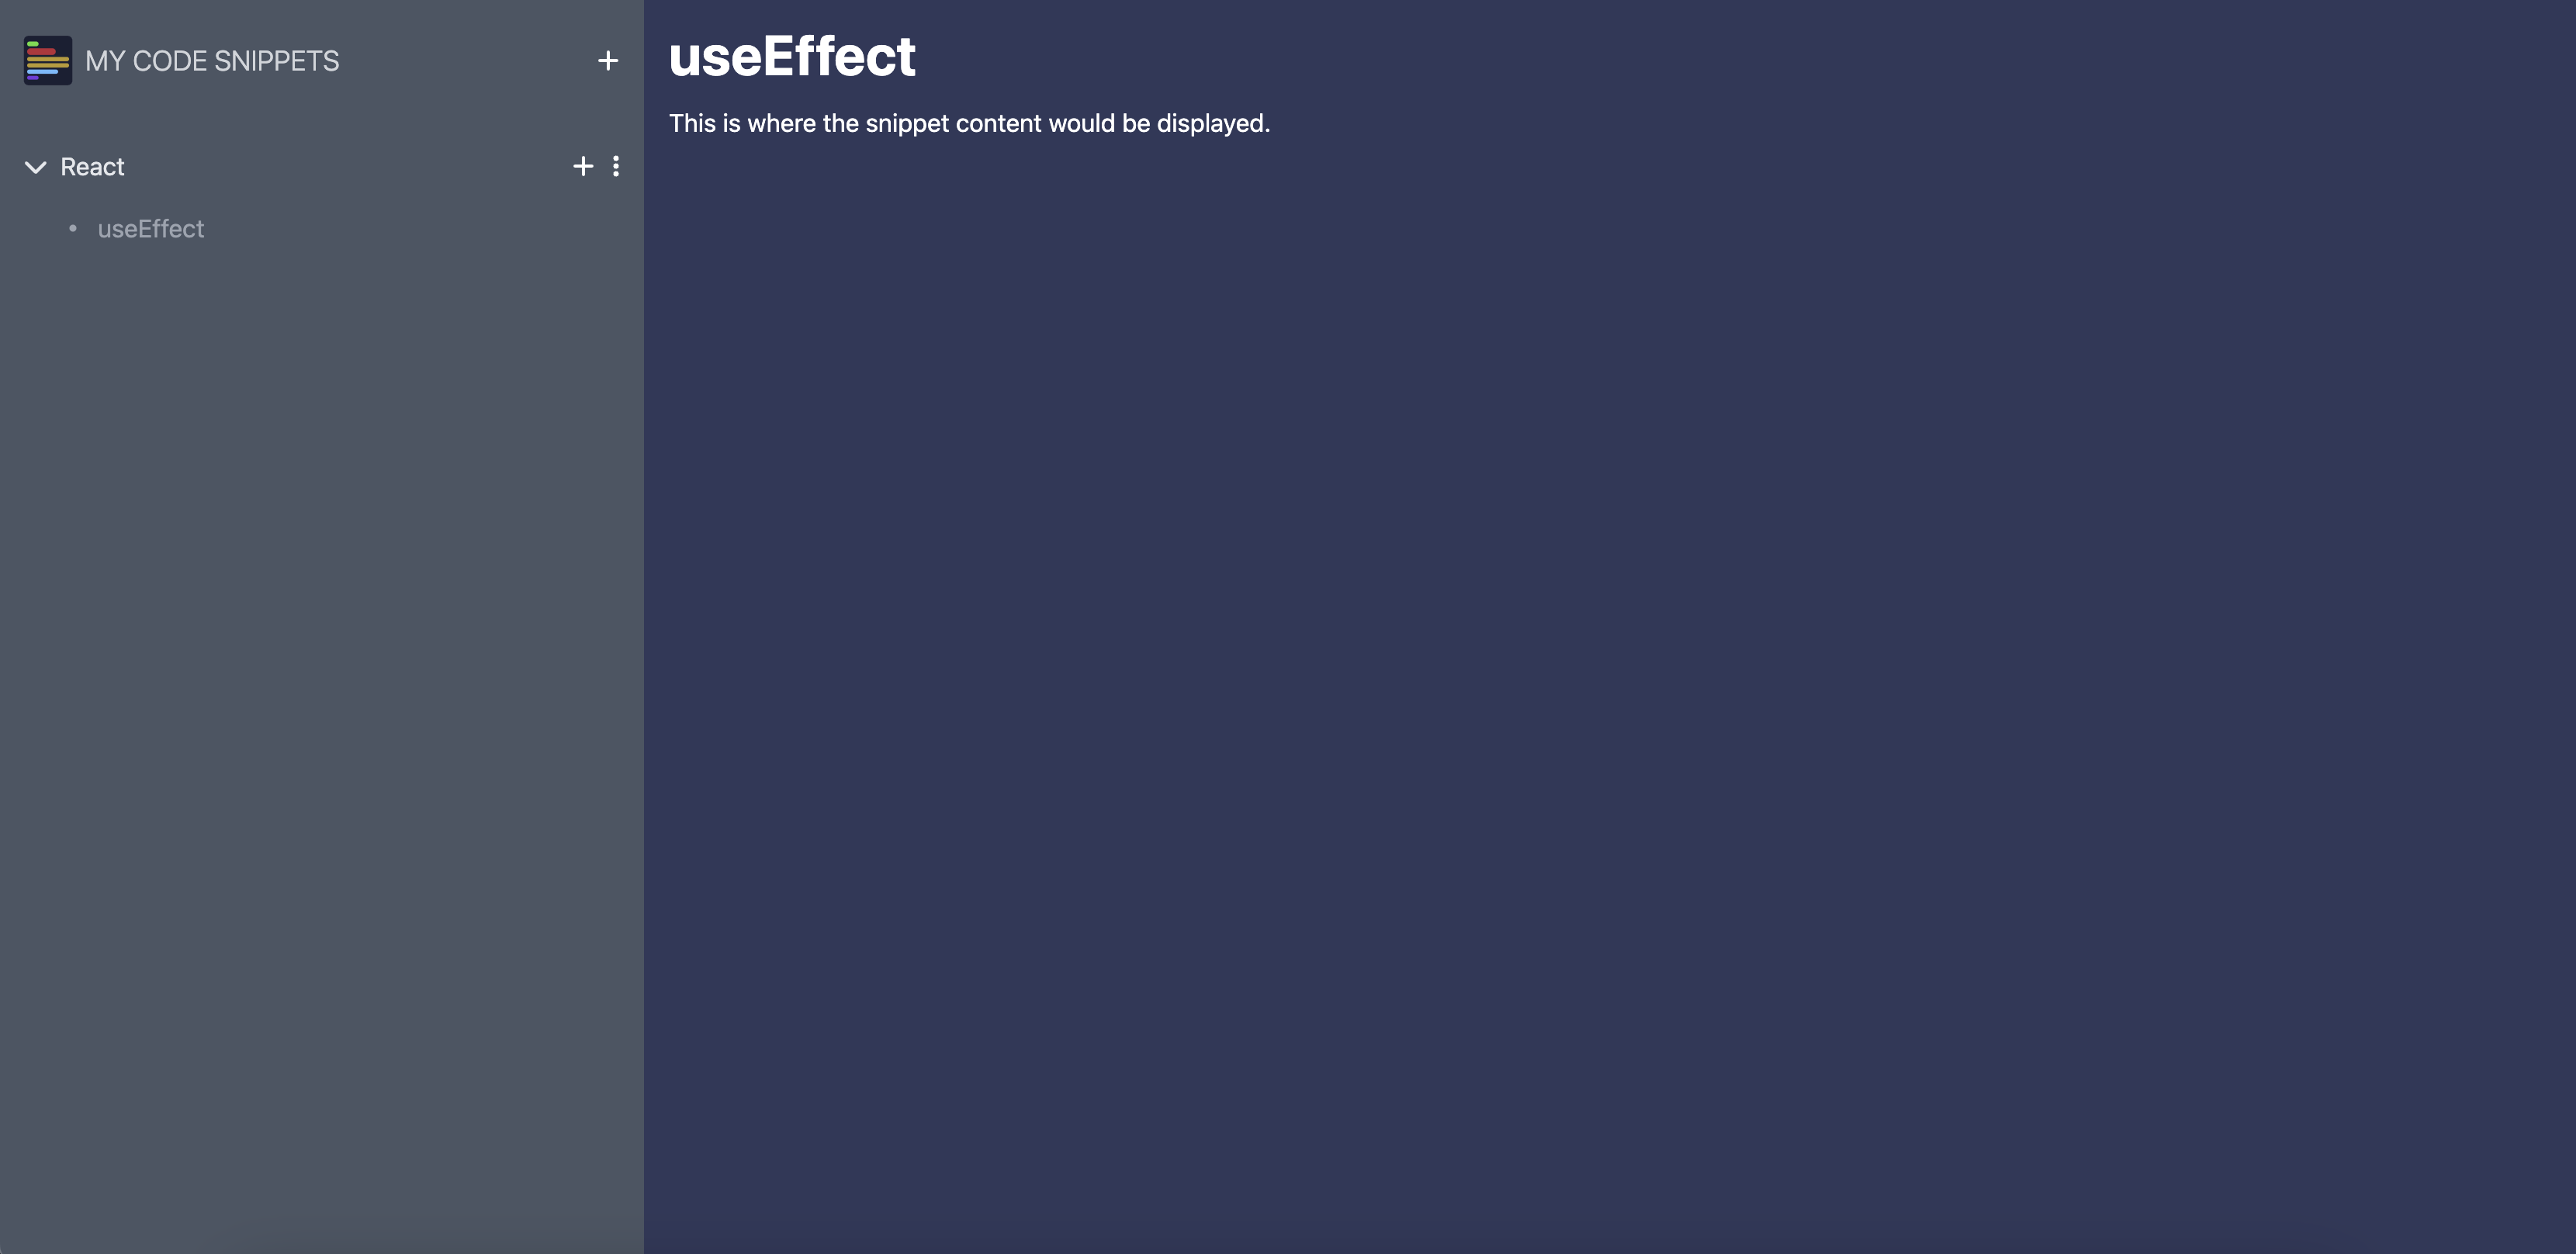 MY CODE SNIPPETS
React
• useEffect
useEffect
This is where the snippet content would be displayed.